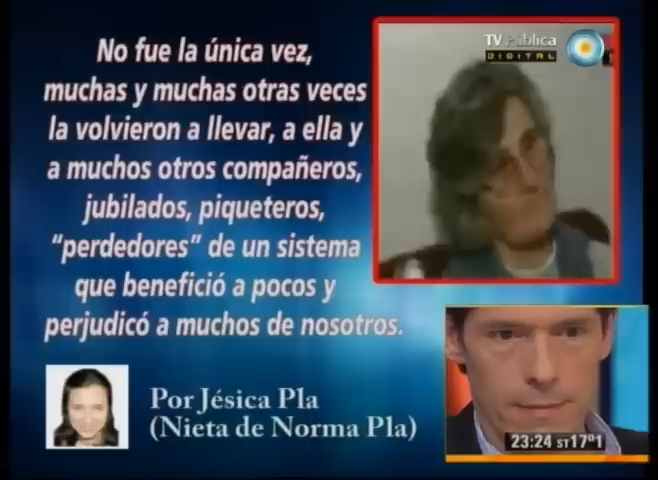 No fue la única vez,
muchas y muchas otras veces
la volvieron a llevar, a ella y
a muchos otros compañeros,
jubilados, piqueteros,
“perdedores” de un sistema
que benefició a pocos y
perjudicó a muchos de nosotros.
Por Jésica Pla
(Nieta de Norma Pla)
TV Pública
DIGITAL
23:24 ST17º1